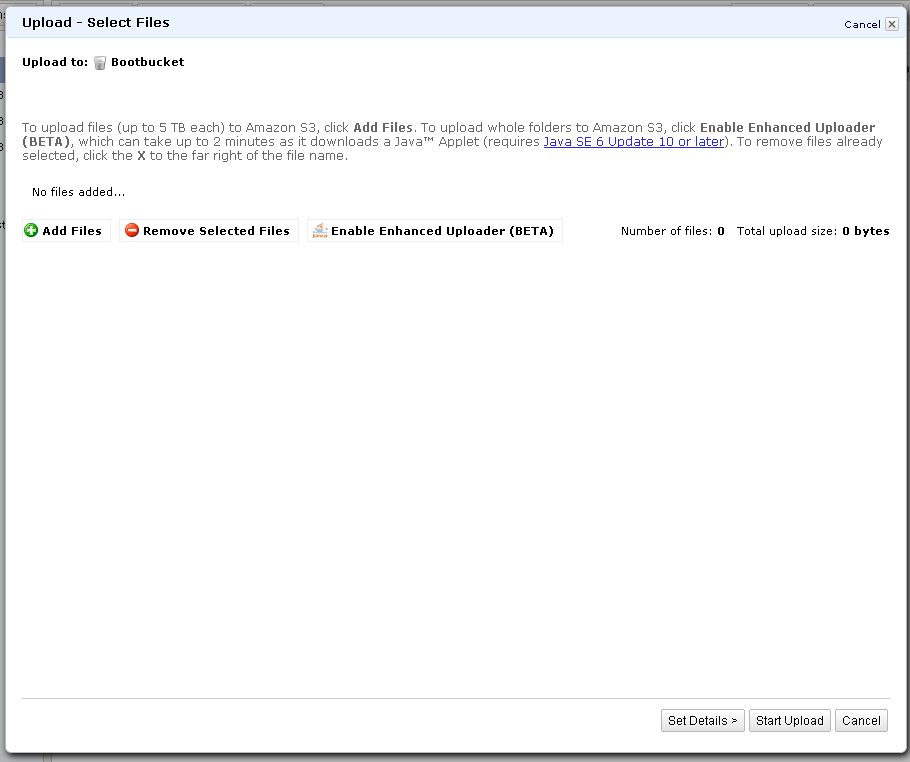 Upload - Select Files
Cancel
Upload to: Bootbucket
To upload files (up to 5 TB each) to Amazon S3, click Add Files. To upload whole folders to Amazon S3, click Enable Enhanced Uploader
(BETA), which can take up to 2 minutes as it downloads a Java™ Applet (requires Java SE 6 Update 10 or later). To remove files already
selected, click the X to the far right of the file name.
No files added...
Add Files Remove Selected Files Enable Enhanced Uploader (BETA) Number of files: 0 Total upload size: 0 bytes
Set Details > Start Upload Cancel